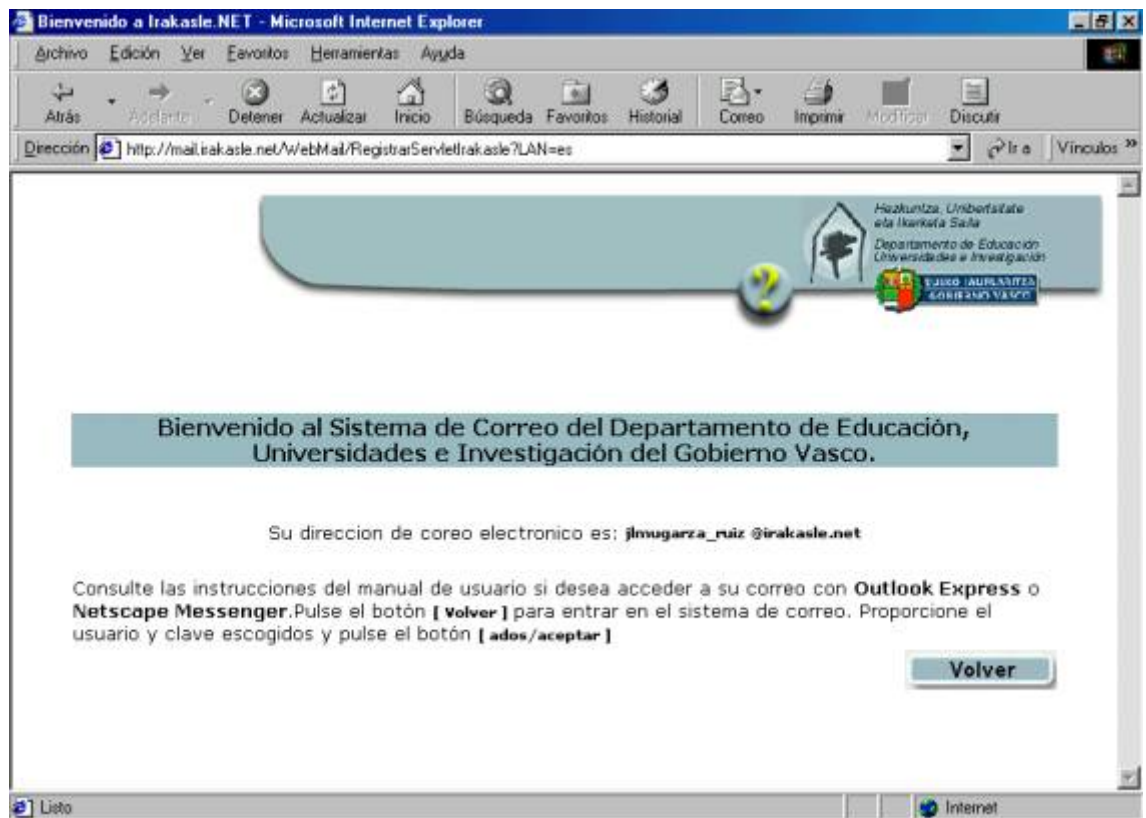 Bienvenido a Irakasle.NET - Microsoft Internet Explorer
Archivo Edición Ver Favoritos Herramientas Ayuda
Atrás Adelante Detener Actualizar Inicio Búsqueda Favoritos Historial Correo Imprimir Modificar Discutir
Dirección http://mail.irakasle.net/WebMail/RegistrarServletIrakasle?LAN=es Ir a Vínculos »
Hezkuntza, Unibertsitate
eta Ikerketa Saila
Departamento de Educación
Universidades e Investigación
?
EUSKO JAURLARITZA
GOBIERNO VASCO
Bienvenido al Sistema de Correo del Departamento de Educación,
Universidades e Investigación del Gobierno Vasco.
Su direccion de coreo electronico es: jlmugarza_ruiz @irakasle.net
Consulte las instrucciones del manual de usuario si desea acceder a su correo con Outlook Express o
Netscape Messenger.Pulse el botón [ Volver ] para entrar en el sistema de correo. Proporcione el
usuario y clave escogidos y pulse el botón [ ados/aceptar ]
Volver
Listo Internet